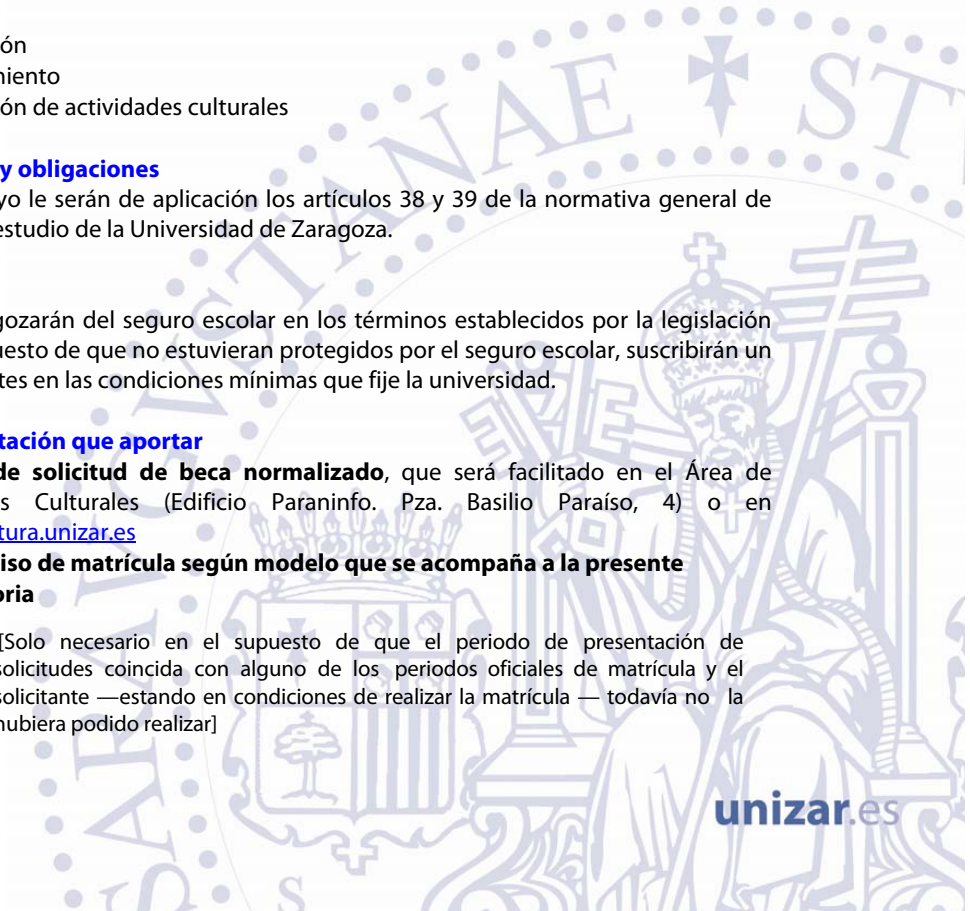 ón
niento
ón de actividades culturales
y obligaciones
yo le serán de aplicación los artículos 38 y 39 de la normativa general de
estudio de la Universidad de Zaragoza.
gozarán del seguro escolar en los términos establecidos por la legislación
uesto de que no estuvieran protegidos por el seguro escolar, suscribirán un
tes en las condiciones mínimas que fije la universidad.
tación que aportar
de solicitud de beca normalizado, que será facilitado en el Área de
s Culturales (Edificio Paraninfo. Pza. Basilio Paraíso, 4) o en
tura.unizar.es
iso de matrícula según modelo que se acompaña a la presente
oria
[Solo necesario en el supuesto de que el periodo de presentación de
solicitudes coincida con alguno de los periodos oficiales de matrícula y el
solicitante —estando en condiciones de realizar la matrícula — todavía no la
hubiera podido realizar]
unizar.es
SARAVGVSTANAE ST
S